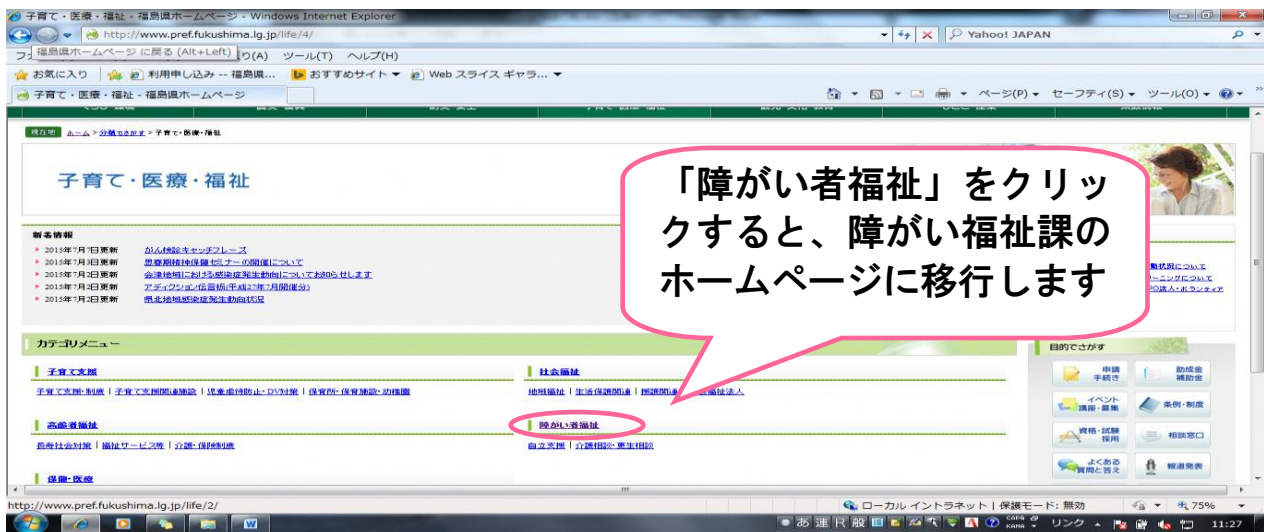 子育て・医療・福祉 - 福島県ホームページ - Windows Internet Explorer
http://www.pref.fukushima.lg.jp/life/4/
Yahoo! JAPAN
福島県ホームページ に戻る (Alt+Left)
り(A) ツール(T) ヘルプ(H)
お気に入り 利用申し込み -- 福島県... おすすめサイト ▼ Web スライス ギャラ... ▼
子育て・医療・福祉 - 福島県ホームページ
ページ(P) ▼ セーフティ(S) ▼ ツール(O) ▼
現在地 ホーム > 分類でさがす > 子育て・医療・福祉
子育て・医療・福祉
「障がい者福祉」をクリッ
クすると、障がい福祉課の
ホームページに移行します
新着情報
2015年7月7日更新 がん検診キャッチフレーズ
2015年7月3日更新 思春期精神保健セミナーの開催について
2015年7月2日更新 会津地域における感染症発生動向についてお知らせします
2015年7月2日更新 アディクション伝言板(平成27年7月開催分)
2015年7月2日更新 県北地域感染症発生動向状況
カテゴリメニュー
目的でさがす
子育て支援
社会福祉
子育て支援・制度 | 子育て支援関連施設 | 児童虐待防止・DV対策 | 保育所・保育施設・幼稚園
地域福祉 | 生活保護関連 | 援護関連
福祉法人
高齢者福祉
障がい者福祉
長寿社会対策 | 福祉サービス等 | 介護・保険制度
自立支援 | 介護相談・更生相談
保健・医療
申請
手続き
助成金
補助金
イベント
講座・募集
条例・制度
資格・試験
採用
相談窓口
よくある
質問と答え
報道発表
http://www.pref.fukushima.lg.jp/life/2/
ローカル イントラネット | 保護モード: 無効
75%
あ 連 R 般
CAPS
KANA
リンク
11:27